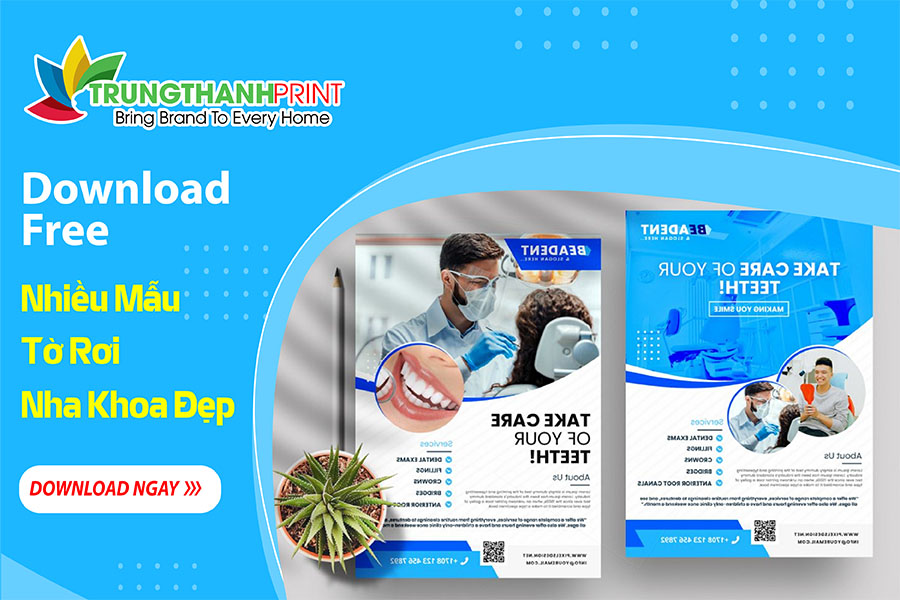 TRUNGTHANHPRINT
Bring Brand To Every Home
Download
Free
Nhiều Mẫu
Tờ Rơi
Nha Khoa Đẹp
DOWNLOAD NGAY
BEADENT
A SLOGAN HERE...
TAKE CARE
OF YOUR
TEETH!
Services
DENTAL EXAMS
FILLINGS
CROWNS
BRIDGES
ANTERIOR
About Us
+1708 123 456 7892
WWW.PIXELSDESIGN.NET
INFO@YOUREMAIL.COM
BEADENT
A SLOGAN HERE...
TAKE CARE OF YOUR
TEETH!
MAKING YOU SMILE
Services
DENTAL EXAMS
FILLINGS
CROWNS
BRIDGES
ANTERIOR ROOT CANALS
About Us
+1708 123 456 7892
WWW.PIXELSDESIGN.NET
INFO@YOUREMAIL.COM